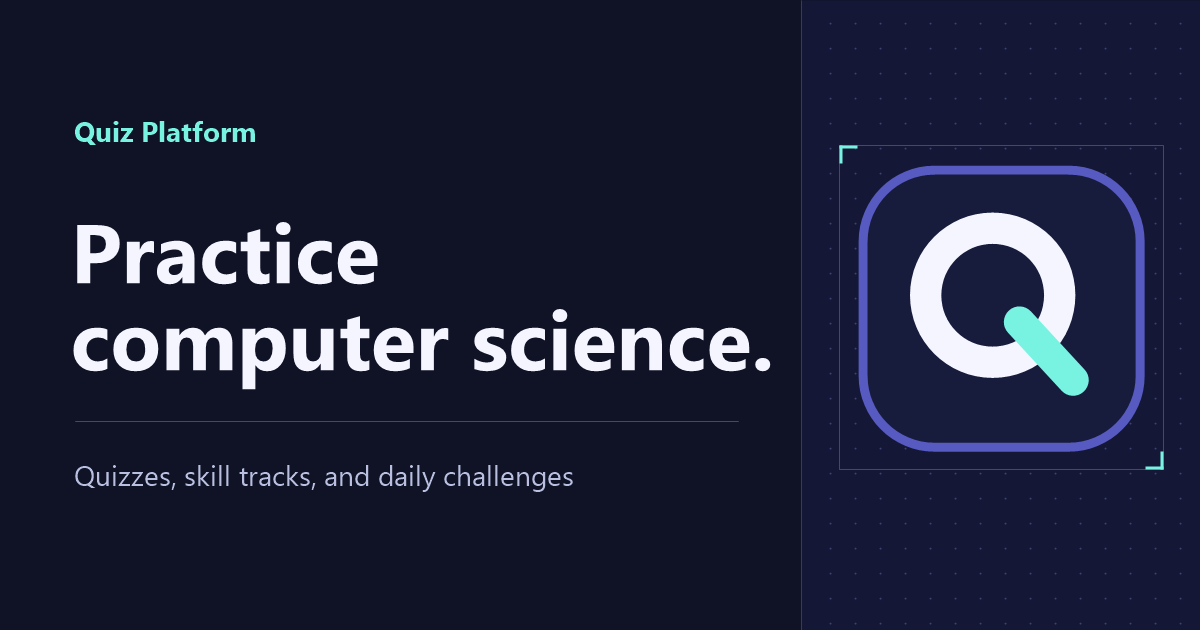 Quiz Platform
Practice
computer science.
Quizzes, skill tracks, and daily challenges